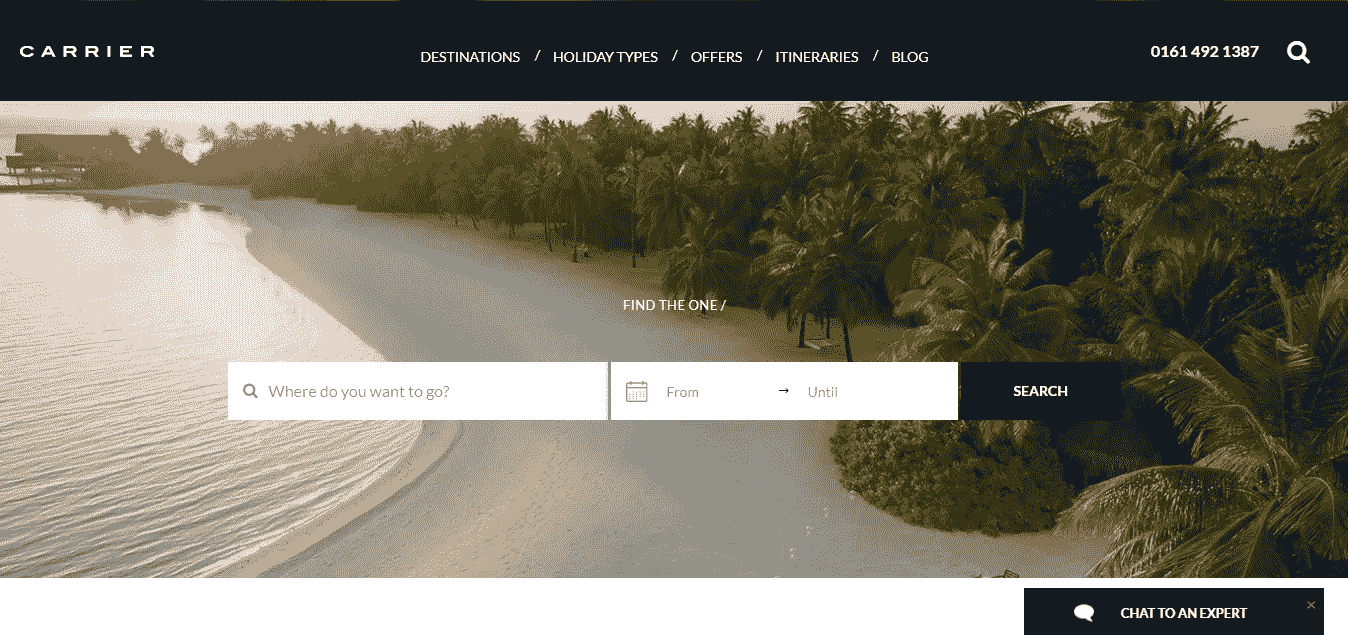 CARRIER
DESTINATIONS / HOLIDAY TYPES / OFFERS / ITINERARIES / BLOG
0161 492 1387
FIND THE ONE /
Where do you want to go?
From → Until
SEARCH
CHAT TO AN EXPERT ×